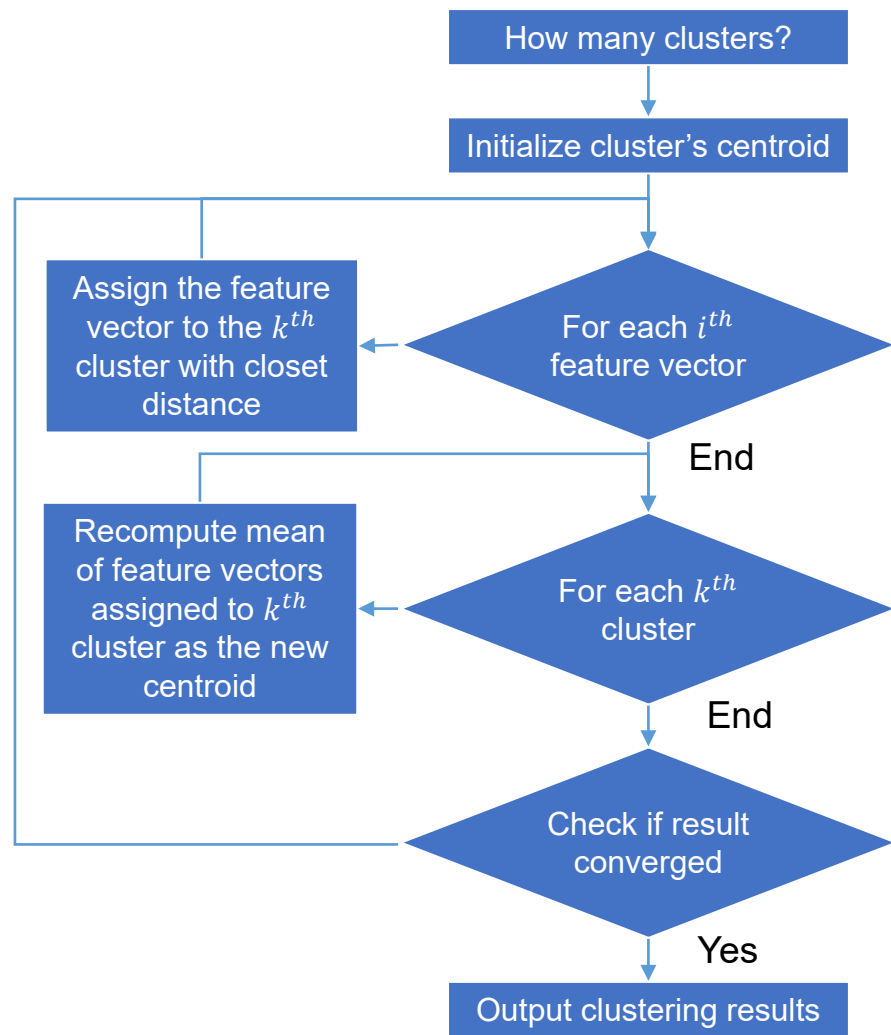 How many clusters?
Initialize cluster's centroid
Assign the feature
vector to the $k^{th}$
cluster with closet
distance
For each $i^{th}$
feature vector
End
Recompute mean
of feature vectors
assigned to $k^{th}$
cluster as the new
centroid
For each $k^{th}$
cluster
End
Check if result
converged
Yes
Output clustering results